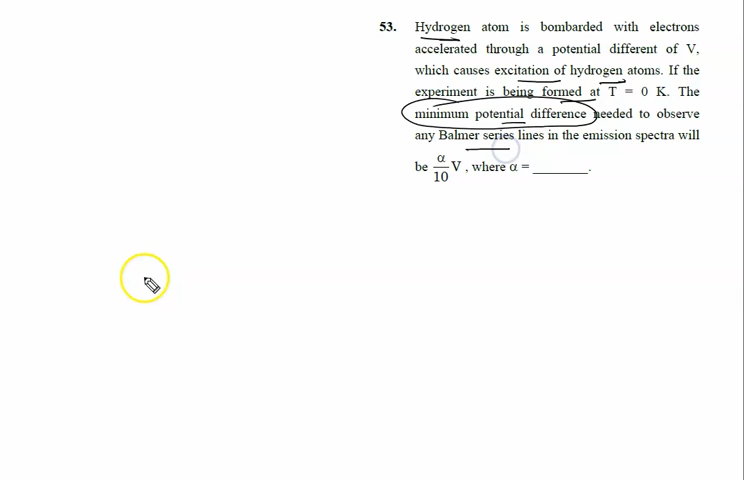 53. Hydrogen atom is bombarded with electrons
accelerated through a potential different of V,
which causes excitation of hydrogen atoms. If the
experiment is being formed at T = 0 K. The
minimum potential difference needed to observe
any Balmer series lines in the emission spectra will
be α/10 V , where α = ______.